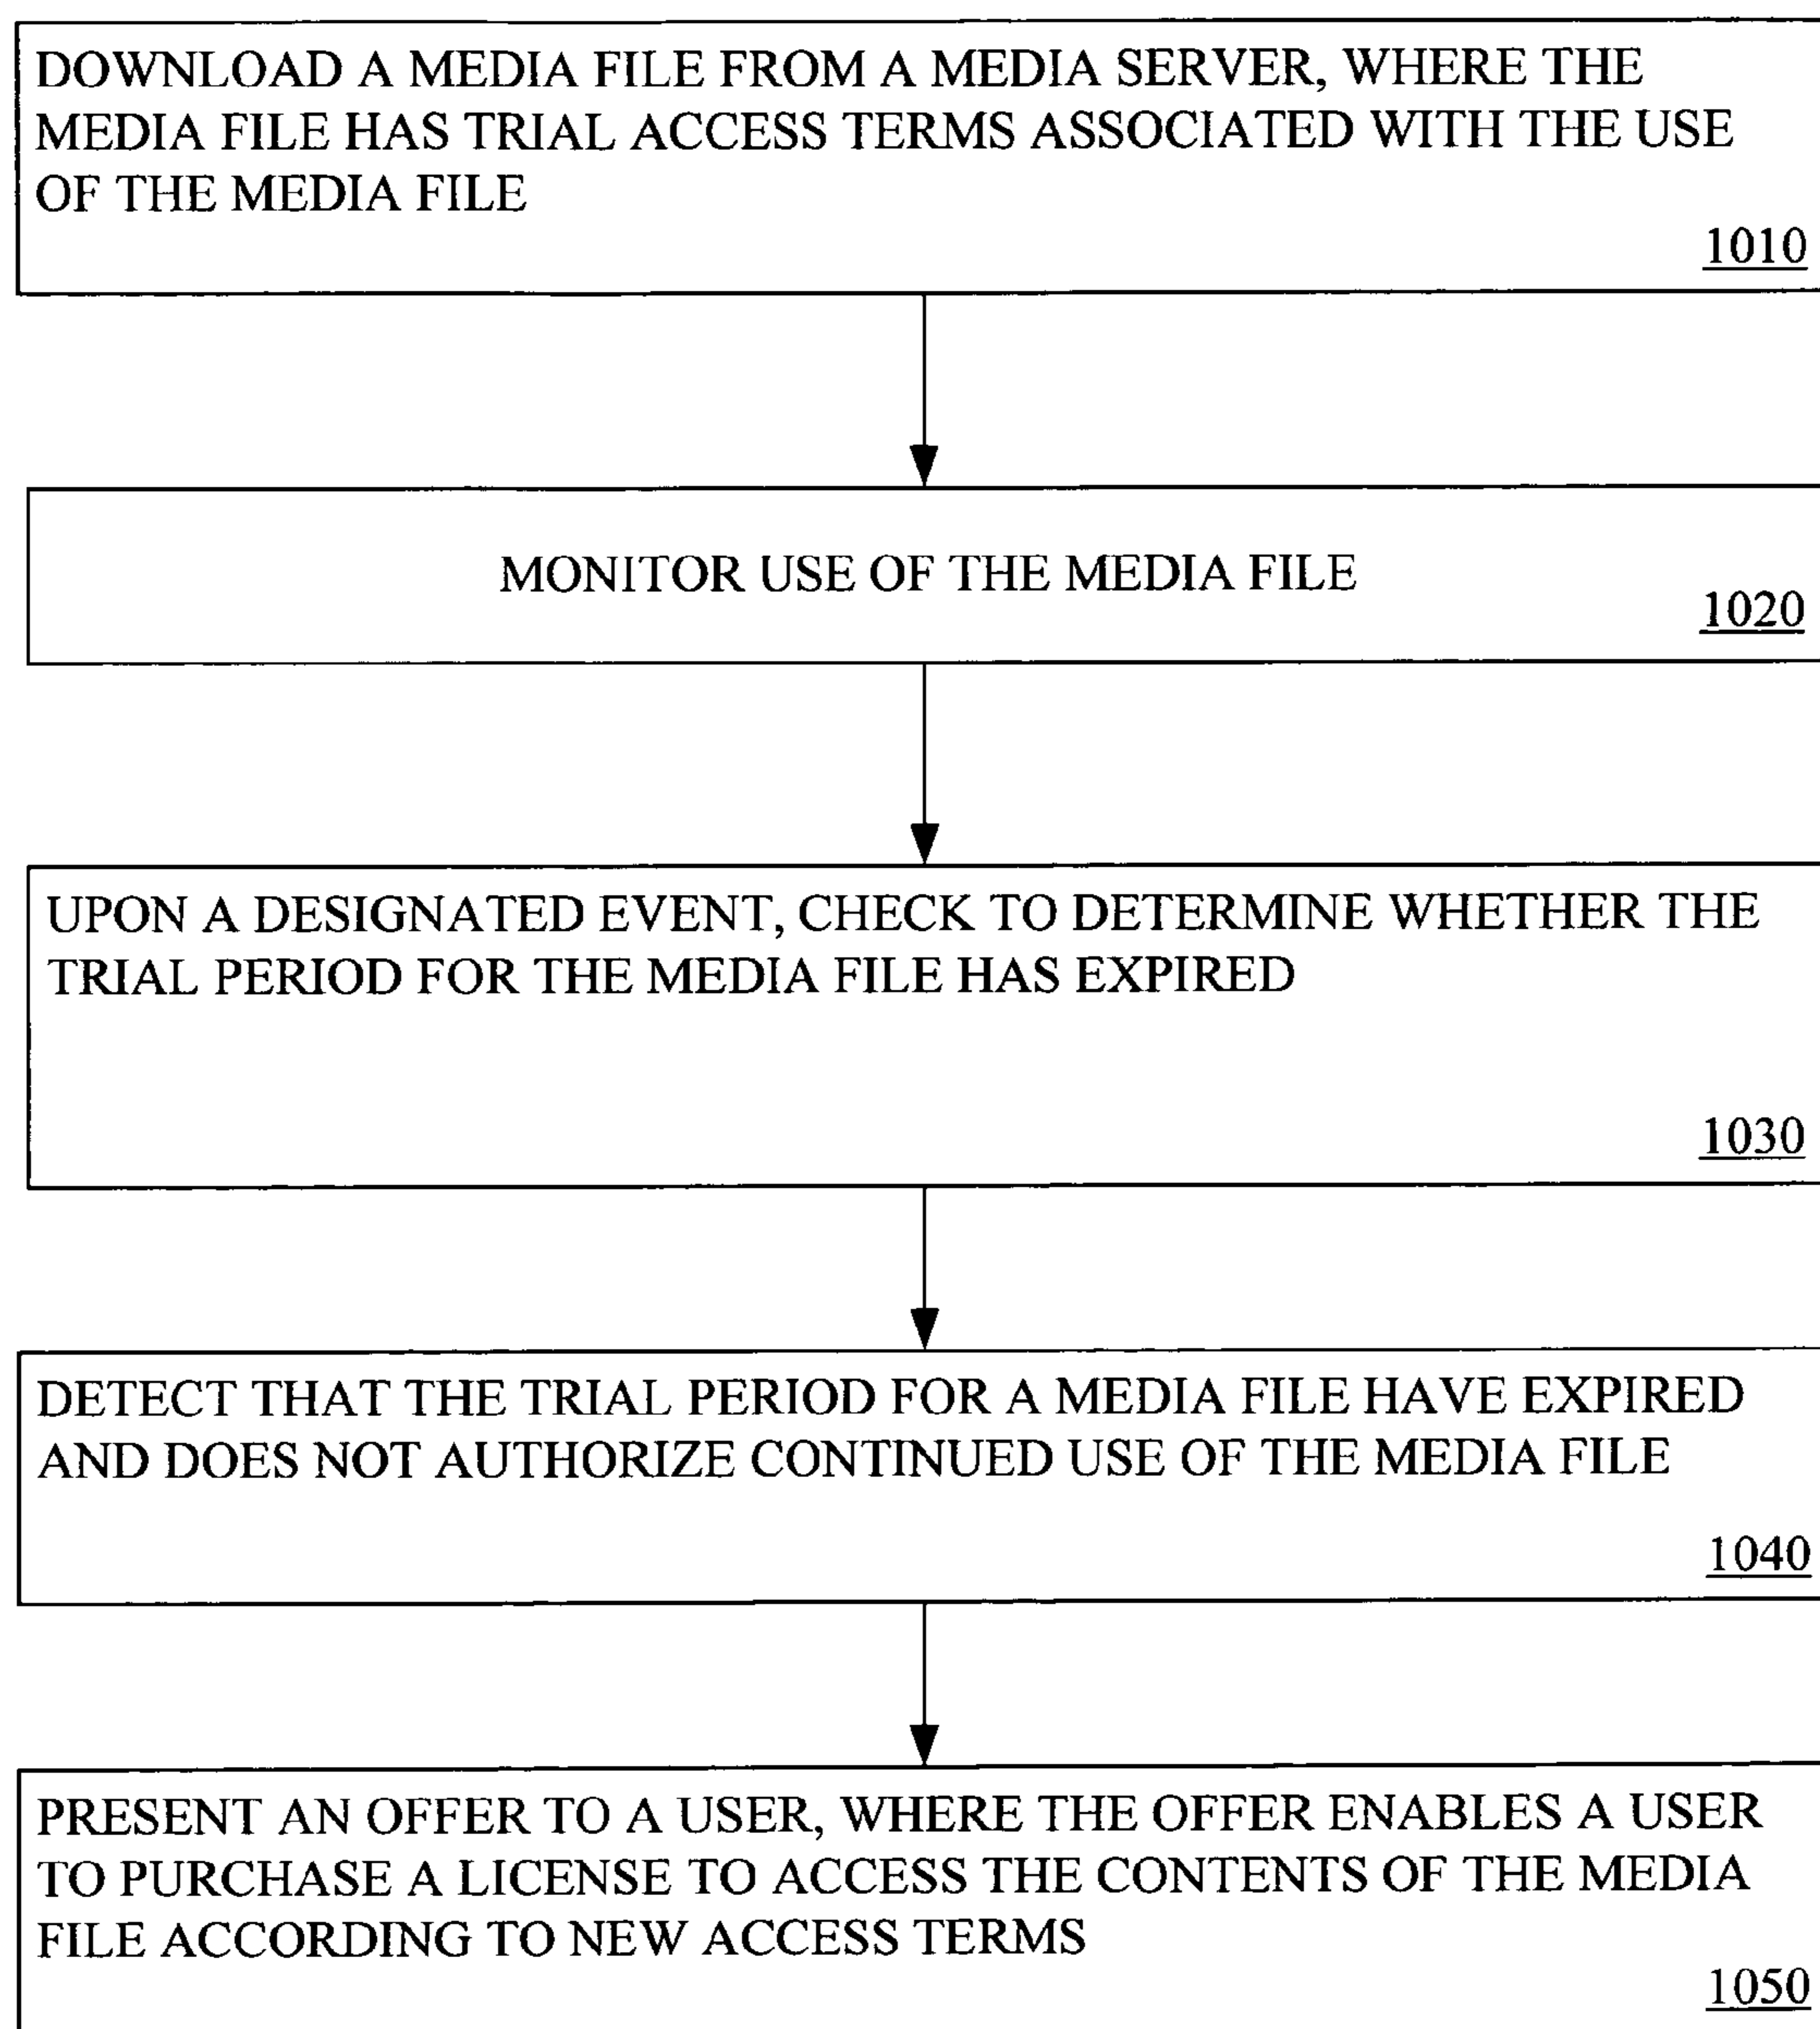 DOWNLOAD A MEDIA FILE FROM A MEDIA SERVER, WHERE THE
MEDIA FILE HAS TRIAL ACCESS TERMS ASSOCIATED WITH THE USE
OF THE MEDIA FILE
1010
MONITOR USE OF THE MEDIA FILE
1020
UPON A DESIGNATED EVENT, CHECK TO DETERMINE WHETHER THE
TRIAL PERIOD FOR THE MEDIA FILE HAS EXPIRED
1030
DETECT THAT THE TRIAL PERIOD FOR A MEDIA FILE HAVE EXPIRED
AND DOES NOT AUTHORIZE CONTINUED USE OF THE MEDIA FILE
1040
PRESENT AN OFFER TO A USER, WHERE THE OFFER ENABLES A USER
TO PURCHASE A LICENSE TO ACCESS THE CONTENTS OF THE MEDIA
FILE ACCORDING TO NEW ACCESS TERMS
1050